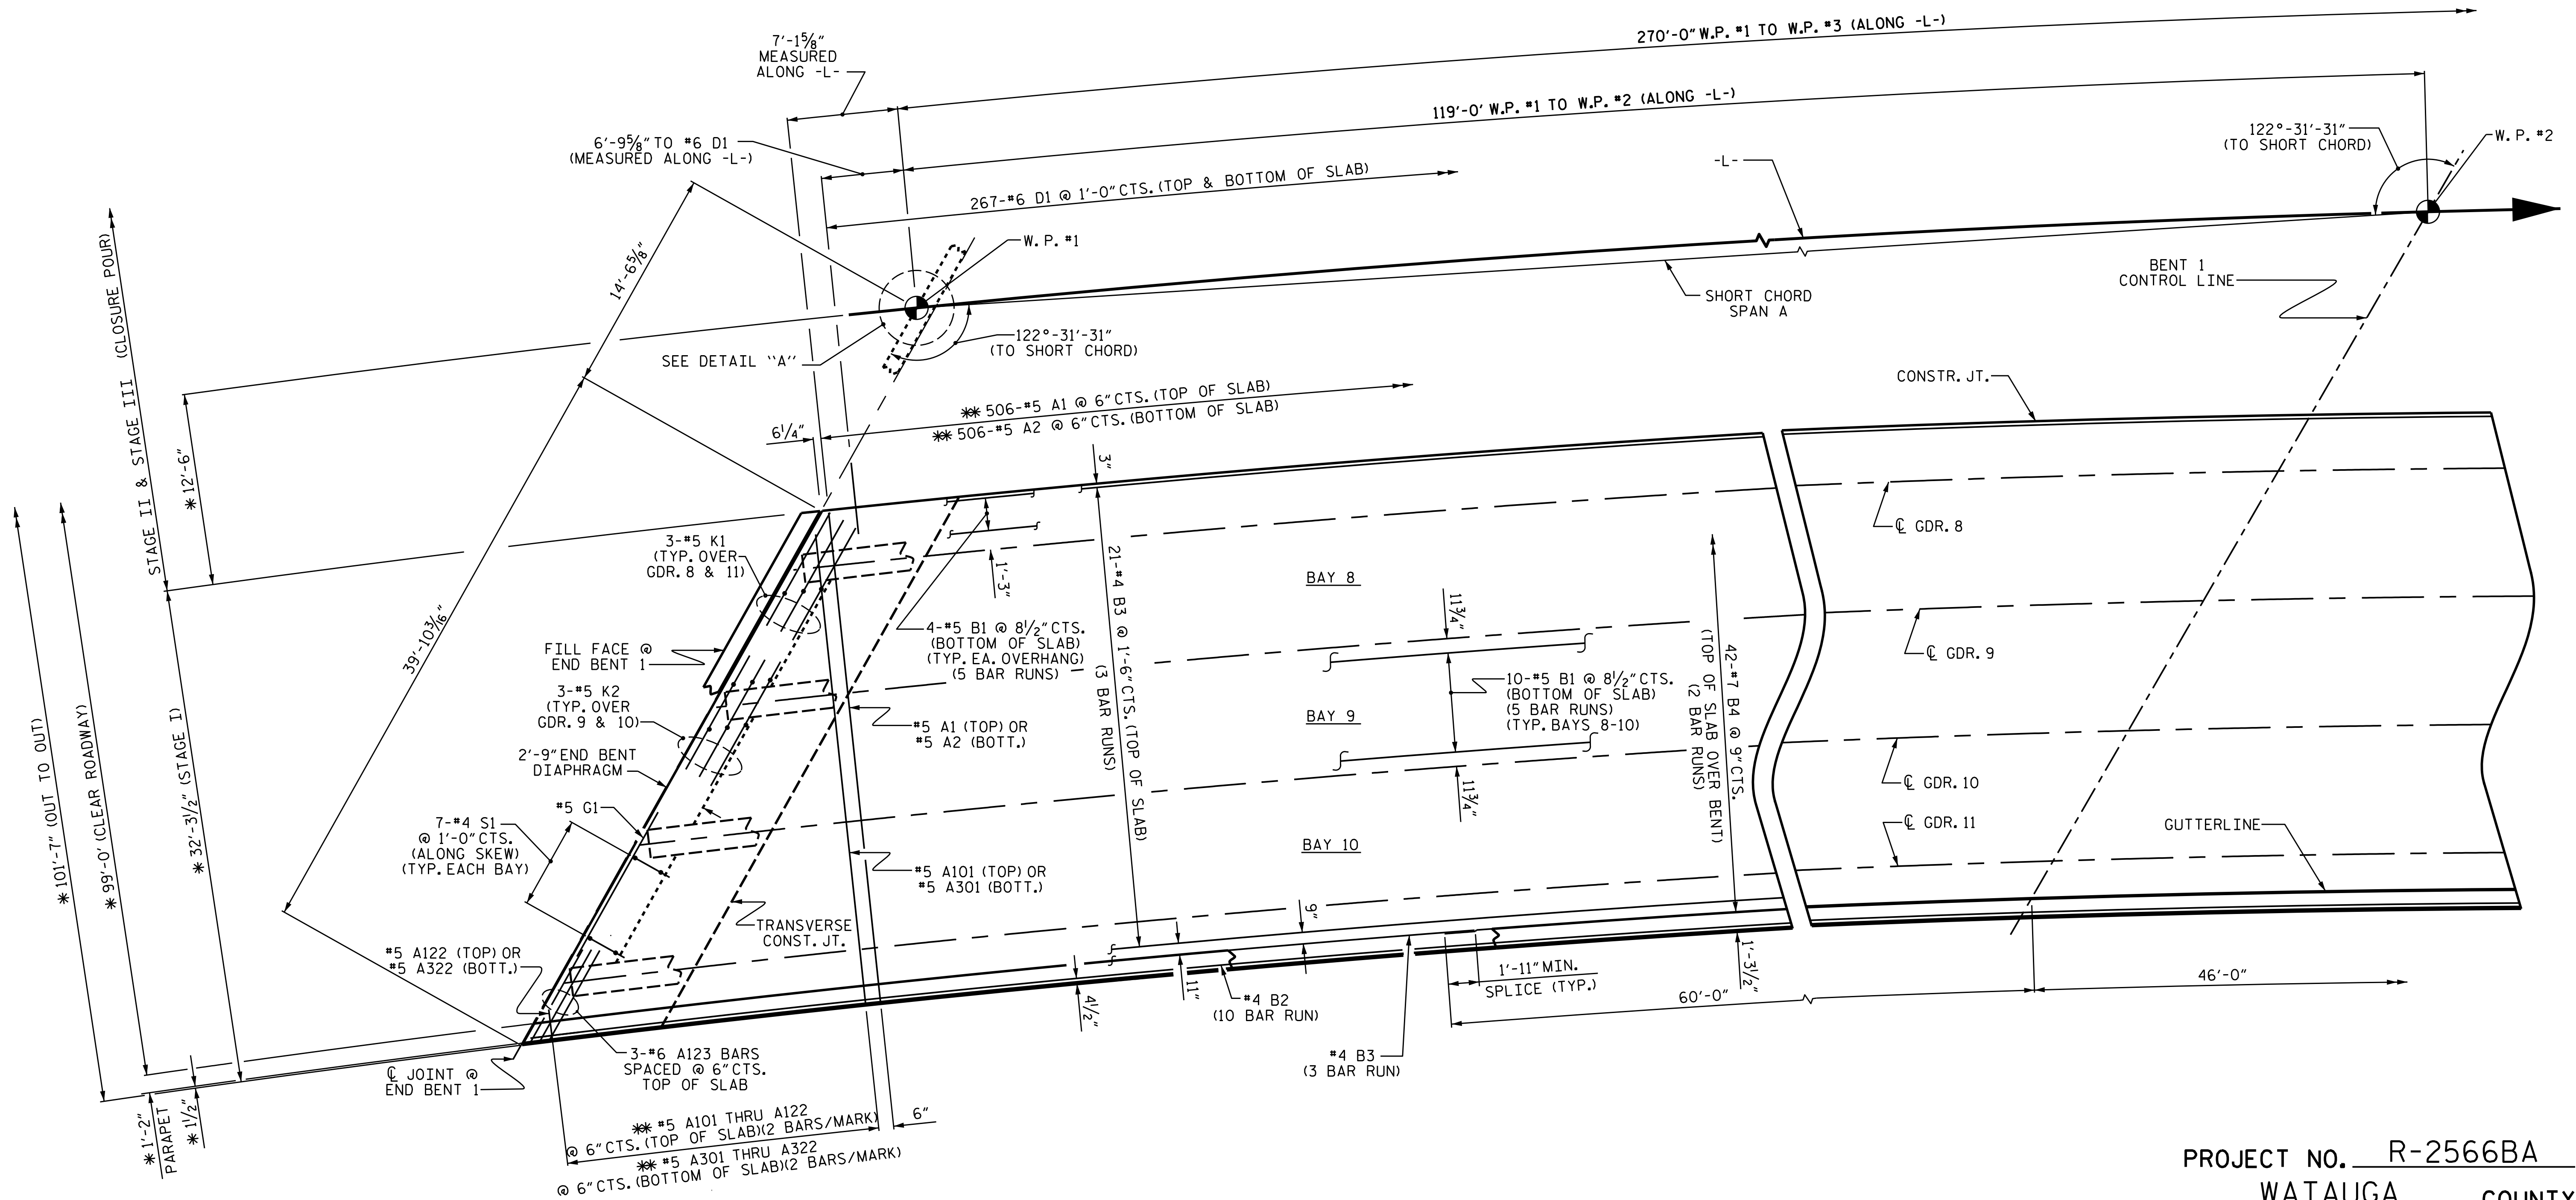 270'-0" W.P. #1 TO W.P. #3 (ALONG -L-)
7'-1⅝"
MEASURED
ALONG -L-
119'-0' W.P. #1 TO W.P. #2 (ALONG -L-)
6'-9⅝" TO #6 D1
(MEASURED ALONG -L-)
122°-31'-31"
(TO SHORT CHORD)
W.P. #2
-L-
267-#6 D1 @ 1'-0" CTS. (TOP & BOTTOM OF SLAB)
W.P. #1
14'-6⅝"
BENT 1
CONTROL LINE
SHORT CHORD
SPAN A
122°-31'-31"
(TO SHORT CHORD)
SEE DETAIL "A"
STAGE II & STAGE III (CLOSURE POUR)
* 12'-6"
CONSTR. JT.
** 506-#5 A1 @ 6" CTS. (TOP OF SLAB)
** 506-#5 A2 @ 6" CTS. (BOTTOM OF SLAB)
6¼"
3"
3-#5 K1
(TYP. OVER
GDR. 8 & 11)
1'-3"
℄ GDR. 8
BAY 8
11¾"
4-#5 B1 @ 8½" CTS.
(BOTTOM OF SLAB)
(TYP. EA. OVERHANG)
(5 BAR RUNS)
21-#4 B3 @ 1'-6" CTS. (TOP OF SLAB)
(3 BAR RUNS)
42-#7 B4 @ 9" CTS.
(TOP OF SLAB OVER BENT)
(2 BAR RUNS)
39'-10³⁄₁₆"
FILL FACE @
END BENT 1
℄ GDR. 9
3-#5 K2
(TYP. OVER
GDR. 9 & 10)
10-#5 B1 @ 8½" CTS.
(BOTTOM OF SLAB)
(5 BAR RUNS)
(TYP. BAYS 8-10)
BAY 9
#5 A1 (TOP) OR
#5 A2 (BOTT.)
2'-9" END BENT
DIAPHRAGM
11¾"
℄ GDR. 10
#5 G1
7-#4 S1
@ 1'-0" CTS.
(ALONG SKEW)
(TYP. EACH BAY)
℄ GDR. 11
GUTTERLINE
BAY 10
#5 A101 (TOP) OR
#5 A301 (BOTT.)
* 101'-7" (OUT TO OUT)
* 99'-0" (CLEAR ROADWAY)
* 32'-3½" (STAGE I)
TRANSVERSE
CONST. JT.
9"
#5 A122 (TOP) OR
#5 A322 (BOTT.)
1'-11" MIN.
SPLICE (TYP.)
1'-3½"
46'-0"
60'-0"
11"
4½"
#4 B2
(10 BAR RUN)
#4 B3
(3 BAR RUN)
3-#6 A123 BARS
SPACED @ 6" CTS.
TOP OF SLAB
℄ JOINT @
END BENT 1
* 1'-2"
PARAPET
* 1½"
6"
** #5 A101 THRU A122
@ 6" CTS. (TOP OF SLAB)(2 BARS/MARK)
** #5 A301 THRU A322
@ 6" CTS. (BOTTOM OF SLAB)(2 BARS/MARK)
PROJECT NO. R-2566BA
WATAUGA COUNTY